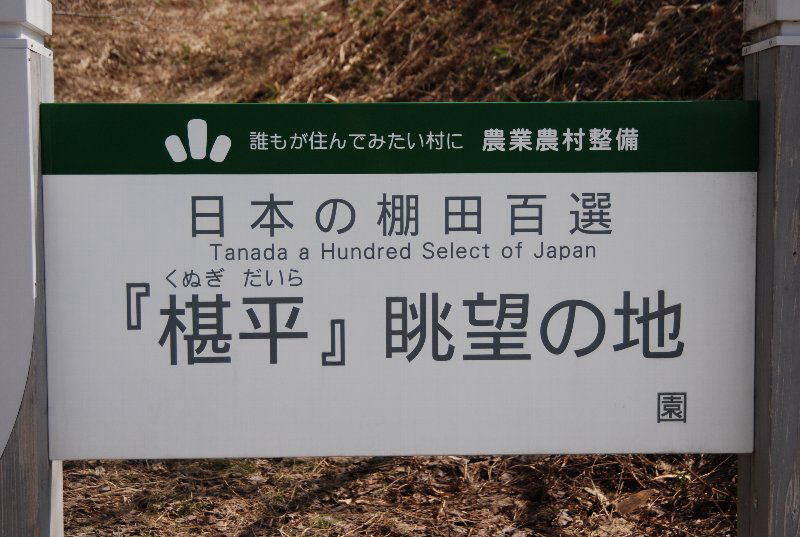 誰もが住んでみたい村に 農業農村整備
日本の棚田百選
Tanada a Hundred Select of Japan
くぬぎ だいら
『椹平』眺望の地
園